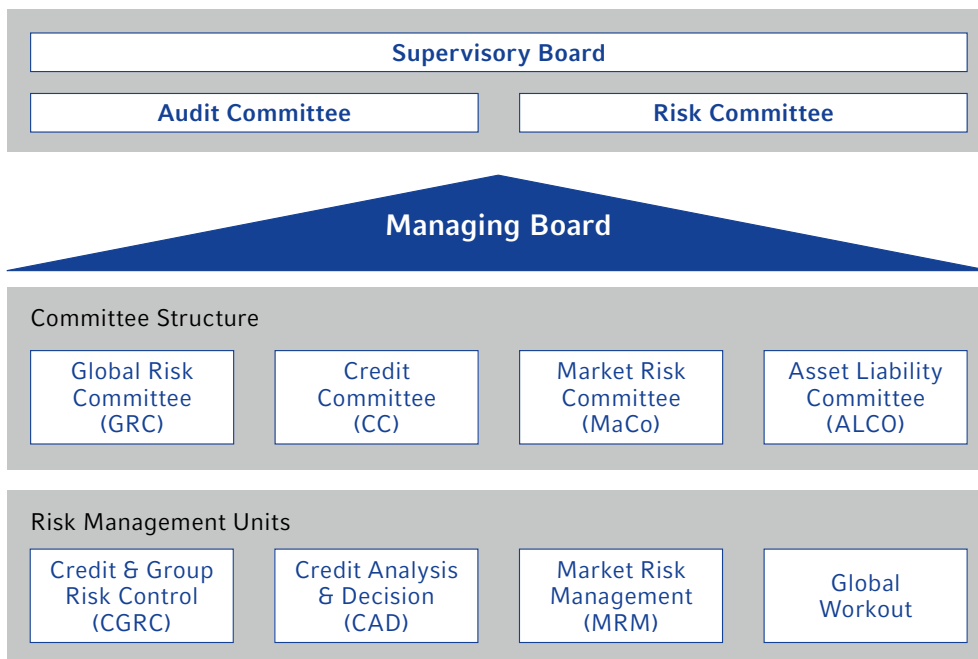 Supervisory Board
Audit Committee
Risk Committee
Managing Board
Committee Structure
Global Risk
Committee
(GRC)
Credit
Committee
(CC)
Market Risk
Committee
(MaCo)
Asset Liability
Committee
(ALCO)
Risk Management Units
Credit & Group
Risk Control
(CGRC)
Credit Analysis
& Decision
(CAD)
Market Risk
Management
(MRM)
Global
Workout